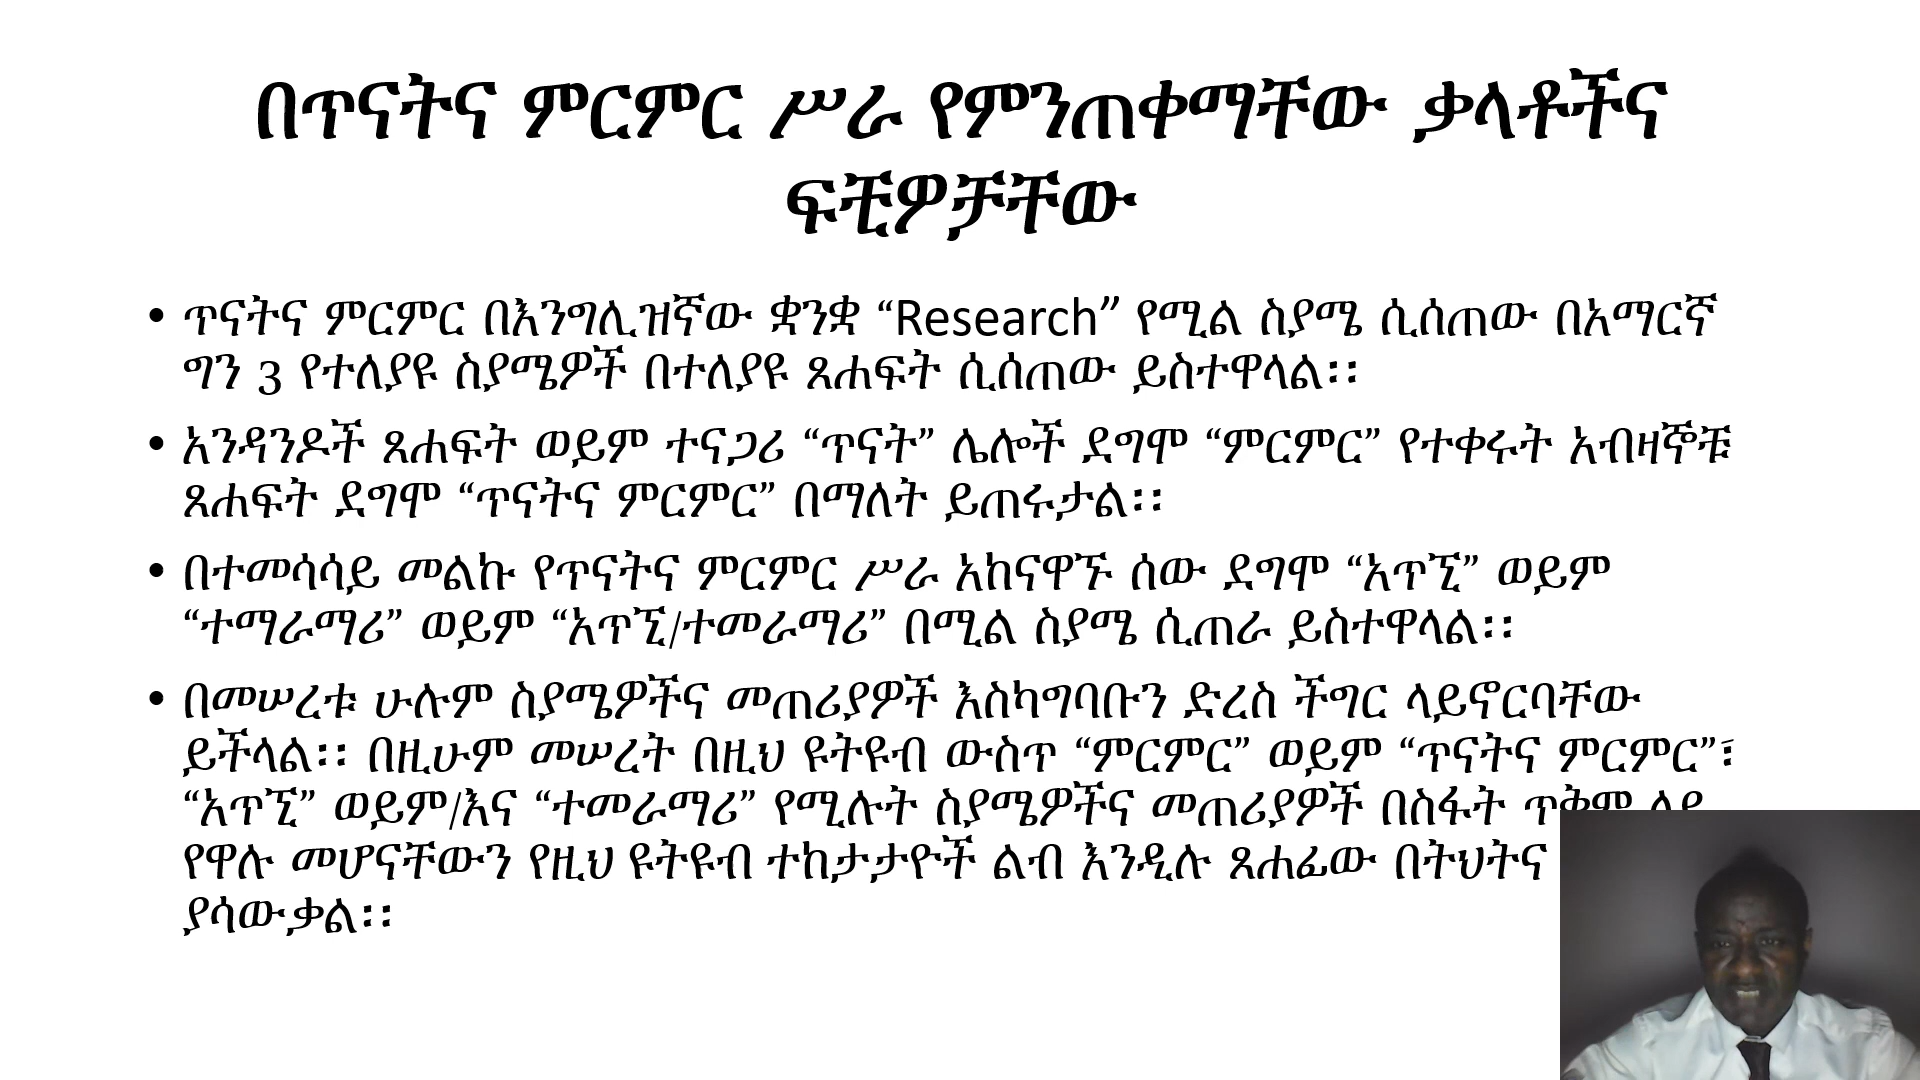 በጥናትና ምርምር ሥራ የምንጠቀማቸው ቃላቶችና
ፍቺዎቻቸው
• ጥናትና ምርምር በእንግሊዝኛው ቋንቋ “Research” የሚል ስያሜ ሲሰጠው በአማርኛ
ግን 3 የተለያዩ ስያሜዎች በተለያዩ ጸሐፍት ሲሰጠው ይስተዋላል፡፡
• አንዳንዶች ጸሐፍት ወይም ተናጋሪ “ጥናት” ሌሎች ደግሞ “ምርምር” የተቀሩት አብዛኞቹ
ጸሐፍት ደግሞ “ጥናትና ምርምር” በማለት ይጠሩታል፡፡
• በተመሳሳይ መልኩ የጥናትና ምርምር ሥራ አከናዋኙ ሰው ደግሞ “አጥኚ” ወይም
“ተማራማሪ” ወይም “አጥኚ/ተመራማሪ” በሚል ስያሜ ሲጠራ ይስተዋላል፡፡
• በመሠረቱ ሁሉም ስያሜዎችና መጠሪያዎች እስካግባቡን ድረስ ችግር ላይኖርባቸው
ይችላል፡፡ በዚሁም መሠረት በዚህ ዩትዩብ ውስጥ “ምርምር” ወይም “ጥናትና ምርምር”፣
“አጥኚ” ወይም/እና “ተመራማሪ” የሚሉት ስያሜዎችና መጠሪያዎች በስፋት ጥቅም ላይ
የዋሉ መሆናቸውን የዚህ ዩትዩብ ተከታታዮች ልብ እንዲሉ ጸሐፊው በትህትና
ያሳውቃል፡፡